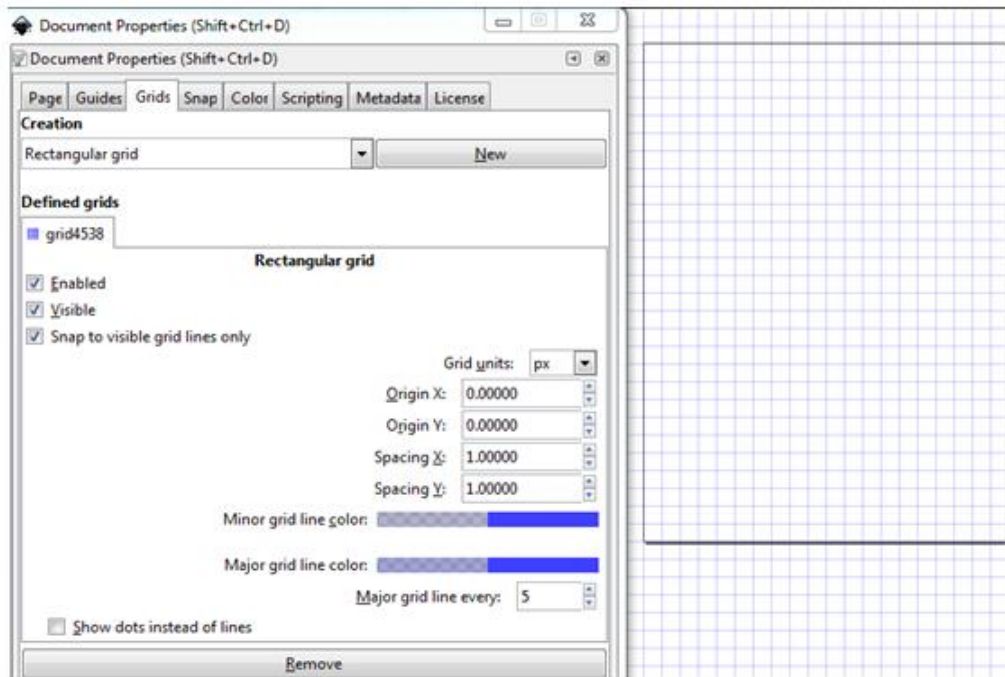 Document Properties (Shift+Ctrl+D)
Document Properties (Shift+Ctrl+D)
Page Guides Grids Snap Color Scripting Metadata License
Creation
Rectangular grid New
Defined grids
grid4538
Rectangular grid
Enabled
Visible
Snap to visible grid lines only
Grid units: px
Origin X: 0.00000
Origin Y: 0.00000
Spacing X: 1.00000
Spacing Y: 1.00000
Minor grid line color:
Major grid line color:
Major grid line every: 5
Show dots instead of lines
Remove